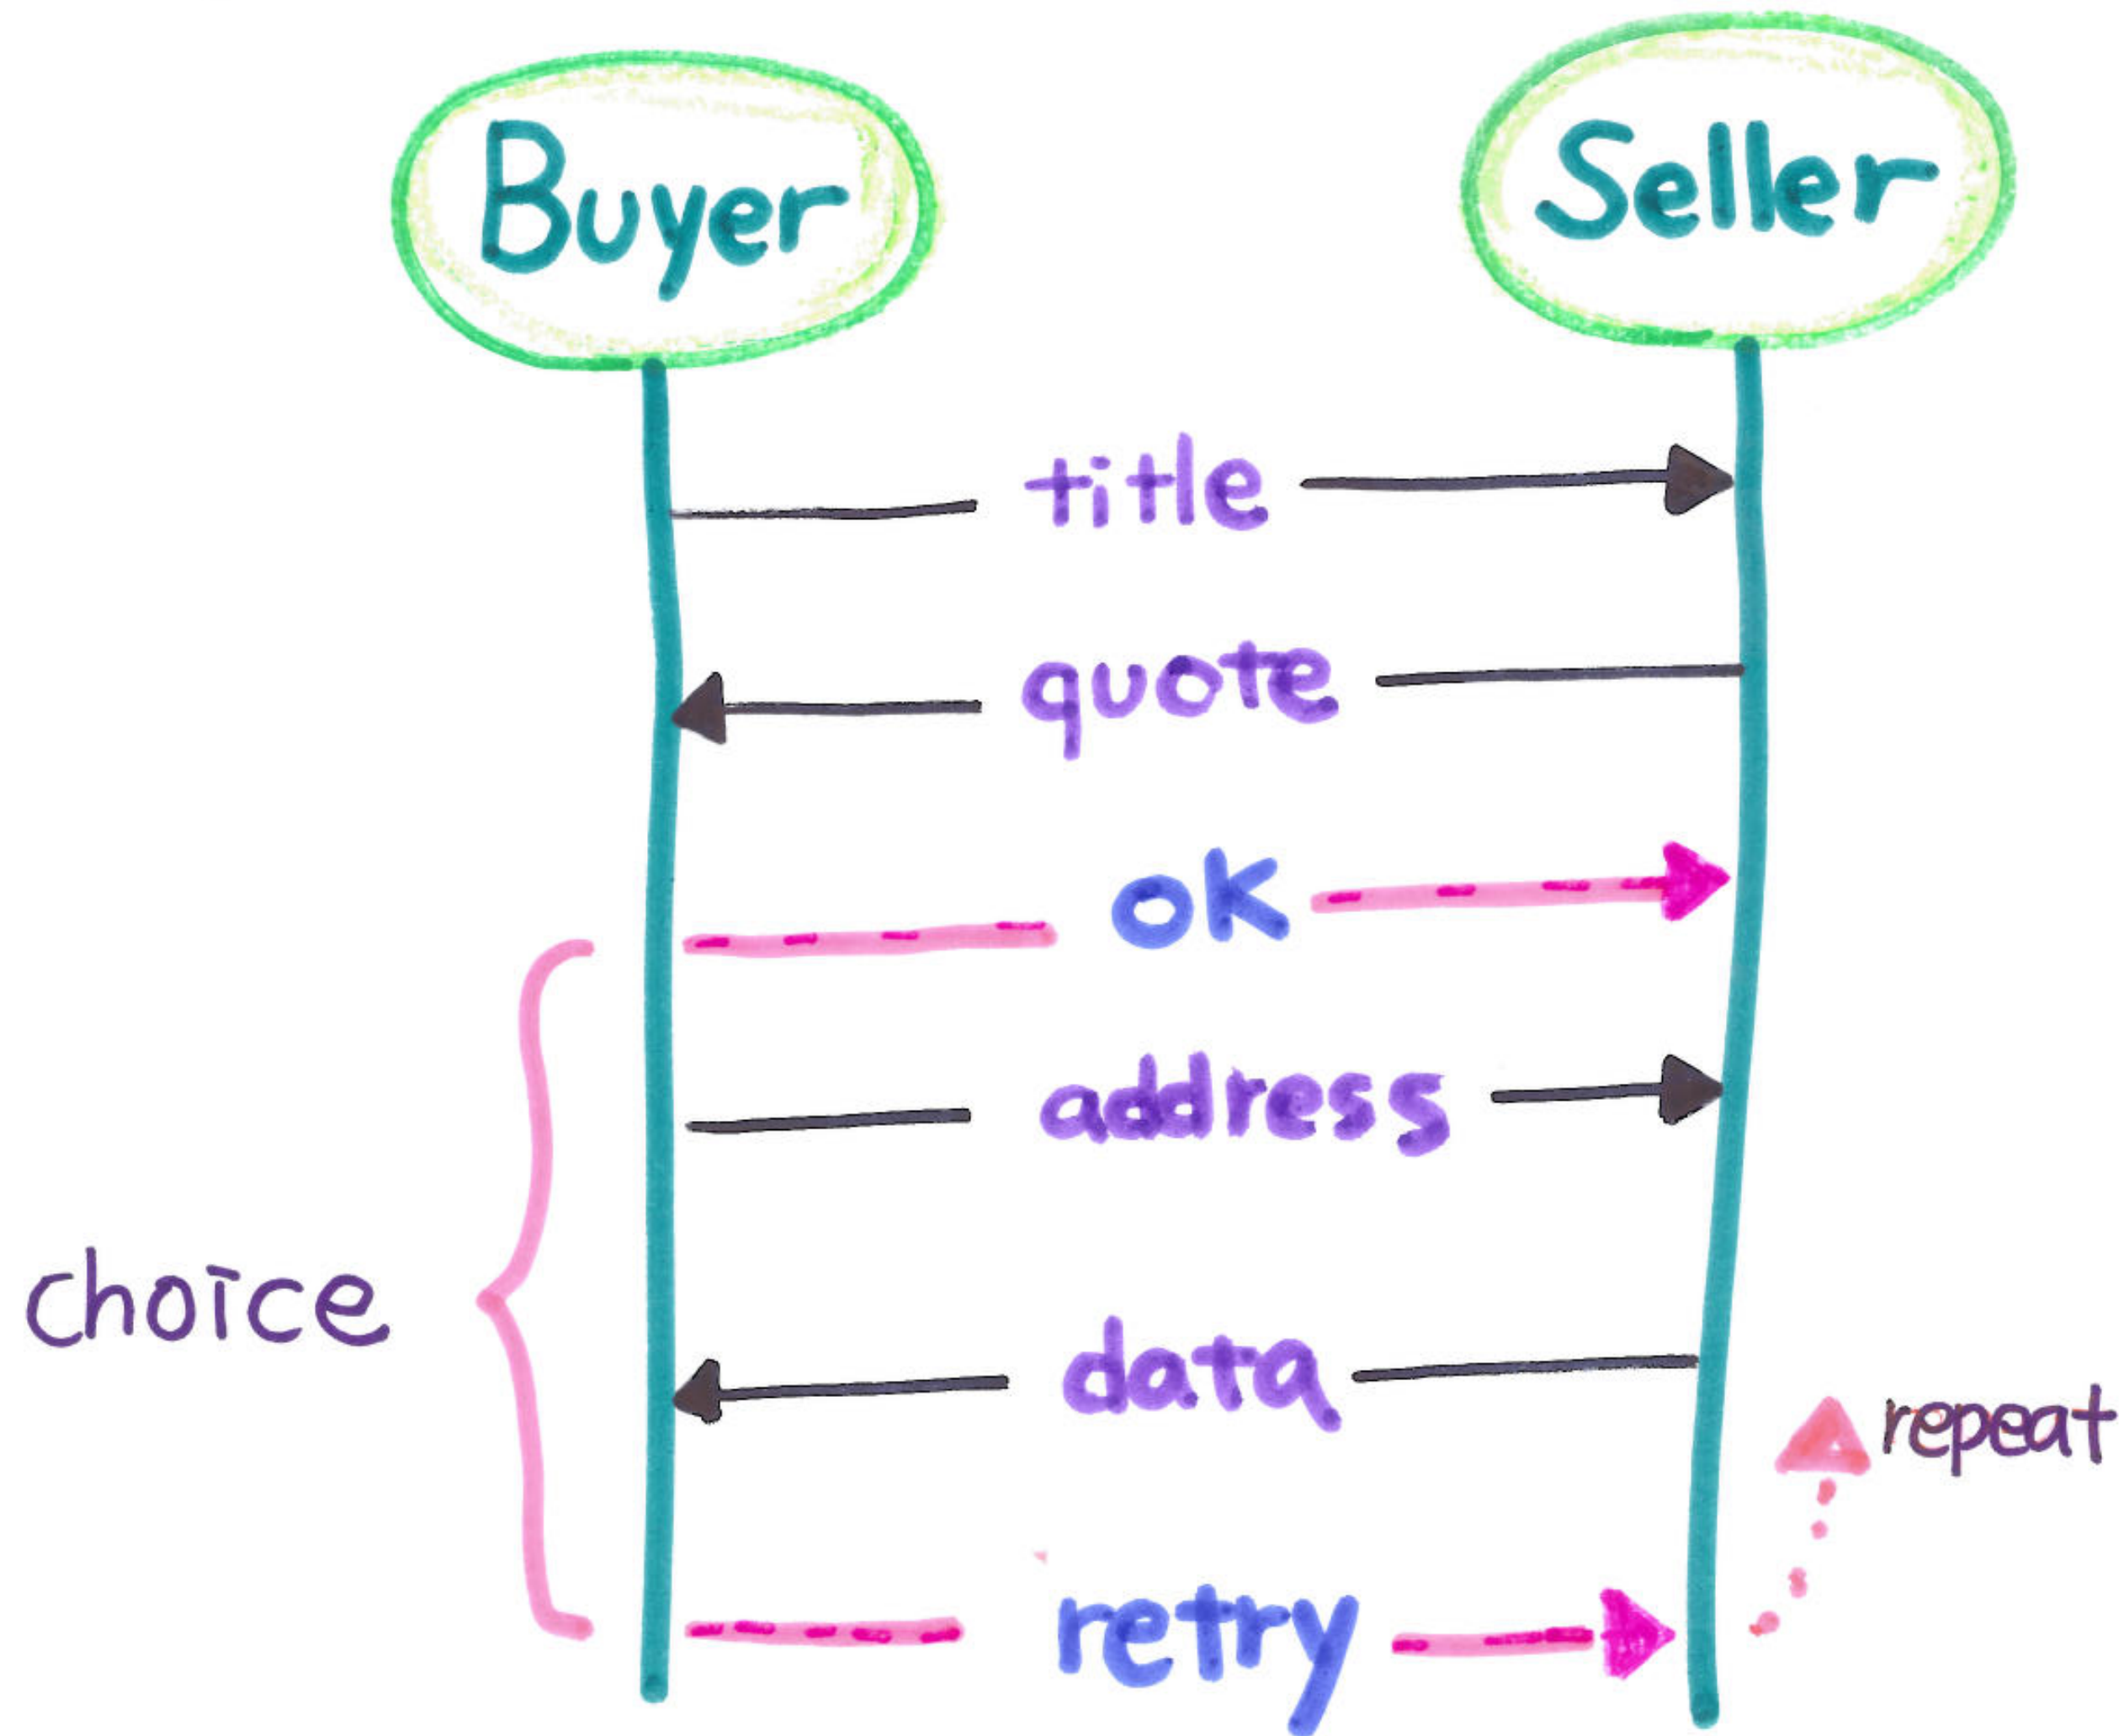 Buyer
Seller
title
quote
ok
address
choice
data
repeat
retry